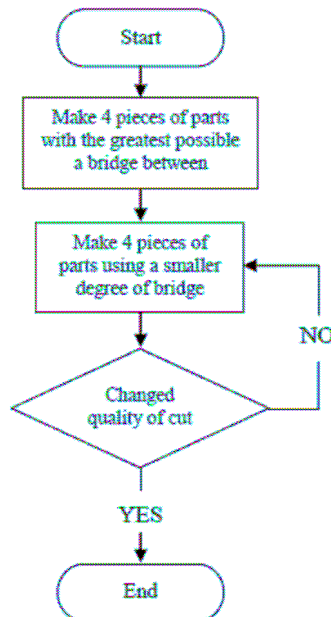 Start
Make 4 pieces of parts
with the greatest possible
a bridge between
Make 4 pieces of
parts using a smaller
degree of bridge
NO
Changed
quality of cut
YES
End